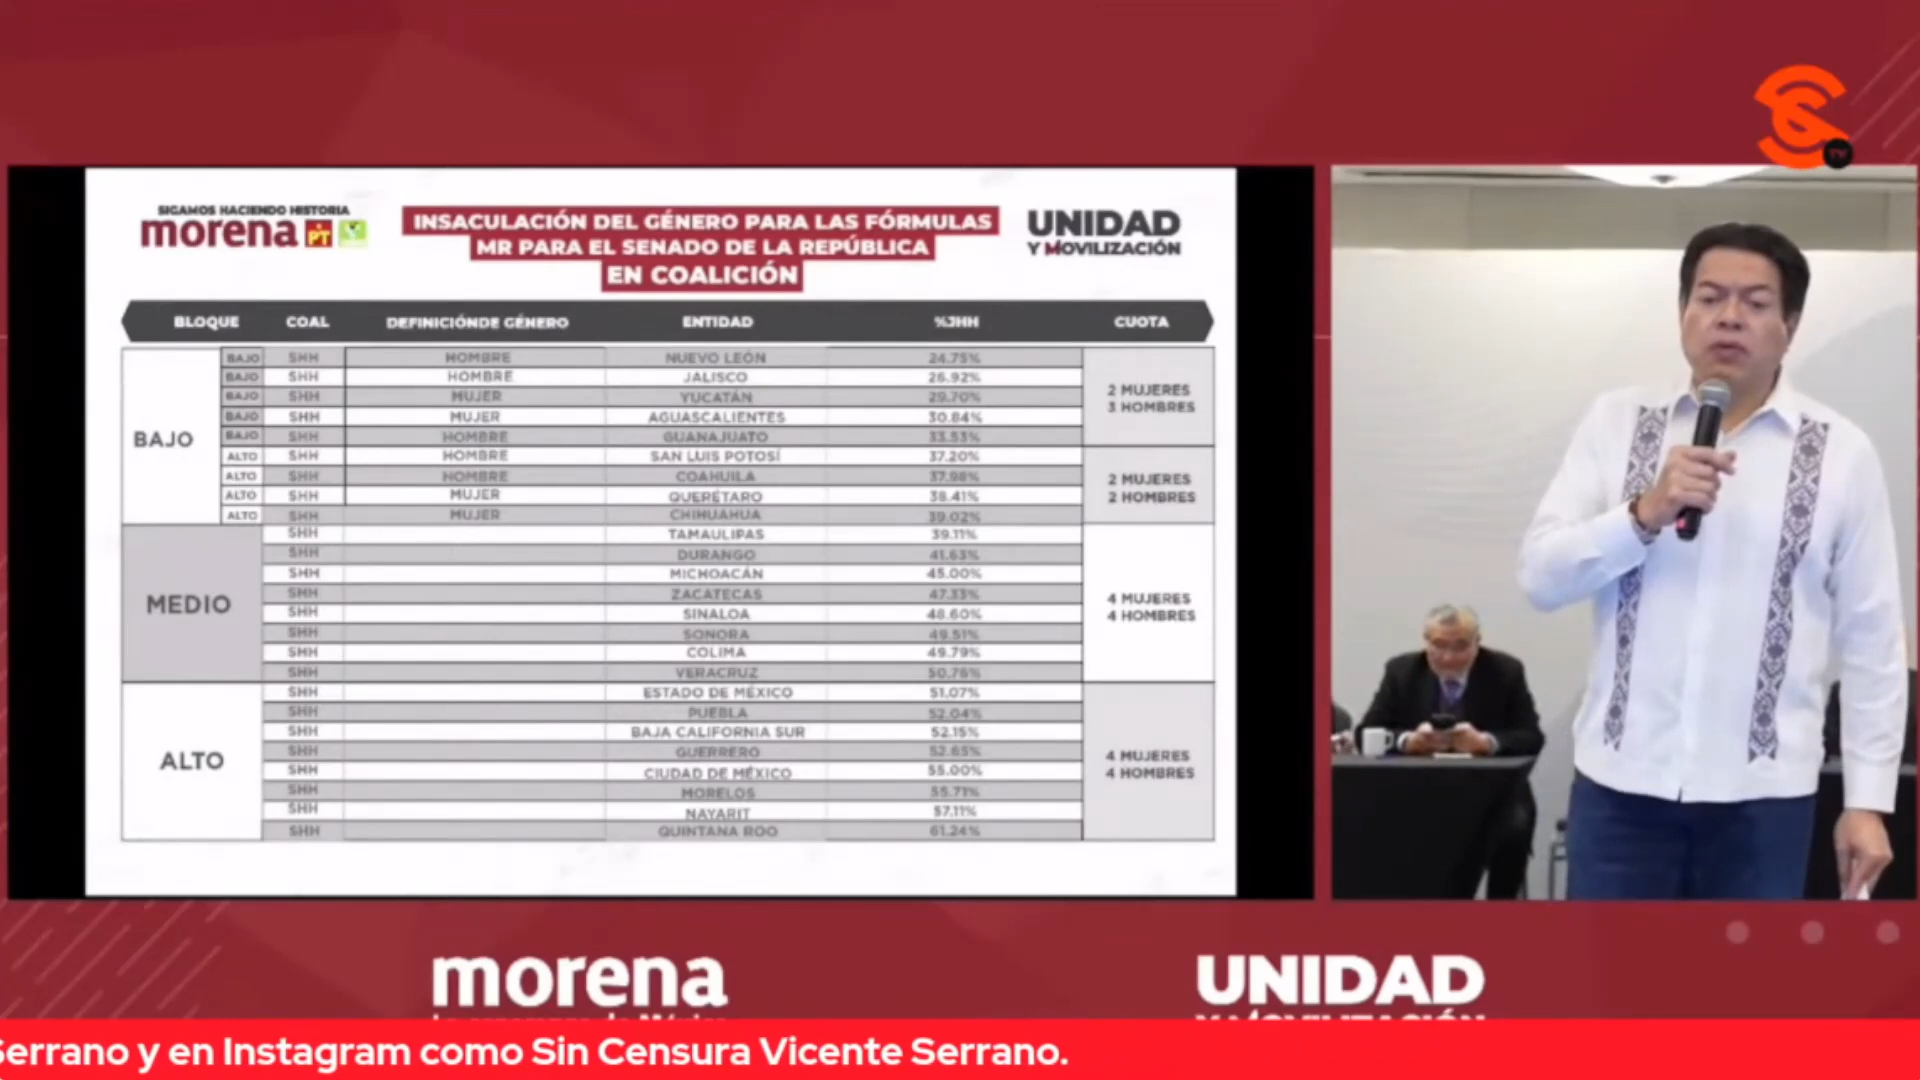 TV
SIGAMOS HACIENDO HISTORIA
morena PT
INSACULACIÓN DEL GÉNERO PARA LAS FÓRMULAS
MR PARA EL SENADO DE LA REPÚBLICA
EN COALICIÓN
UNIDAD
Y MOVILIZACIÓN
BLOQUE COAL DEFINICIÓNDE GÉNERO ENTIDAD %JHH CUOTA
BAJO
BAJO SHH HOMBRE NUEVO LEÓN 24.75%
BAJO SHH HOMBRE JALISCO 26.92%
BAJO SHH MUJER YUCATÁN 29.70%
BAJO SHH MUJER AGUASCALIENTES 30.84%
BAJO SHH HOMBRE GUANAJUATO 33.53%
2 MUJERES
3 HOMBRES
ALTO SHH HOMBRE SAN LUIS POTOSÍ 37.20%
ALTO SHH HOMBRE COAHUILA 37.98%
ALTO SHH MUJER QUERÉTARO 38.41%
ALTO SHH MUJER CHIHUAHUA 39.02%
2 MUJERES
2 HOMBRES
MEDIO
SHH TAMAULIPAS 39.11%
SHH DURANGO 41.63%
SHH MICHOACÁN 45.00%
SHH ZACATECAS 47.33%
SHH SINALOA 48.60%
SHH SONORA 49.51%
SHH COLIMA 49.79%
SHH VERACRUZ 50.76%
4 MUJERES
4 HOMBRES
ALTO
SHH ESTADO DE MÉXICO 51.07%
SHH PUEBLA 52.04%
SHH BAJA CALIFORNIA SUR 52.15%
SHH GUERRERO 52.65%
SHH CIUDAD DE MÉXICO 55.00%
SHH MORELOS 55.71%
SHH NAYARIT 57.11%
SHH QUINTANA ROO 61.24%
4 MUJERES
4 HOMBRES
morena
UNIDAD
Y MOVILIZACIÓN
Serrano y en Instagram como Sin Censura Vicente Serrano.